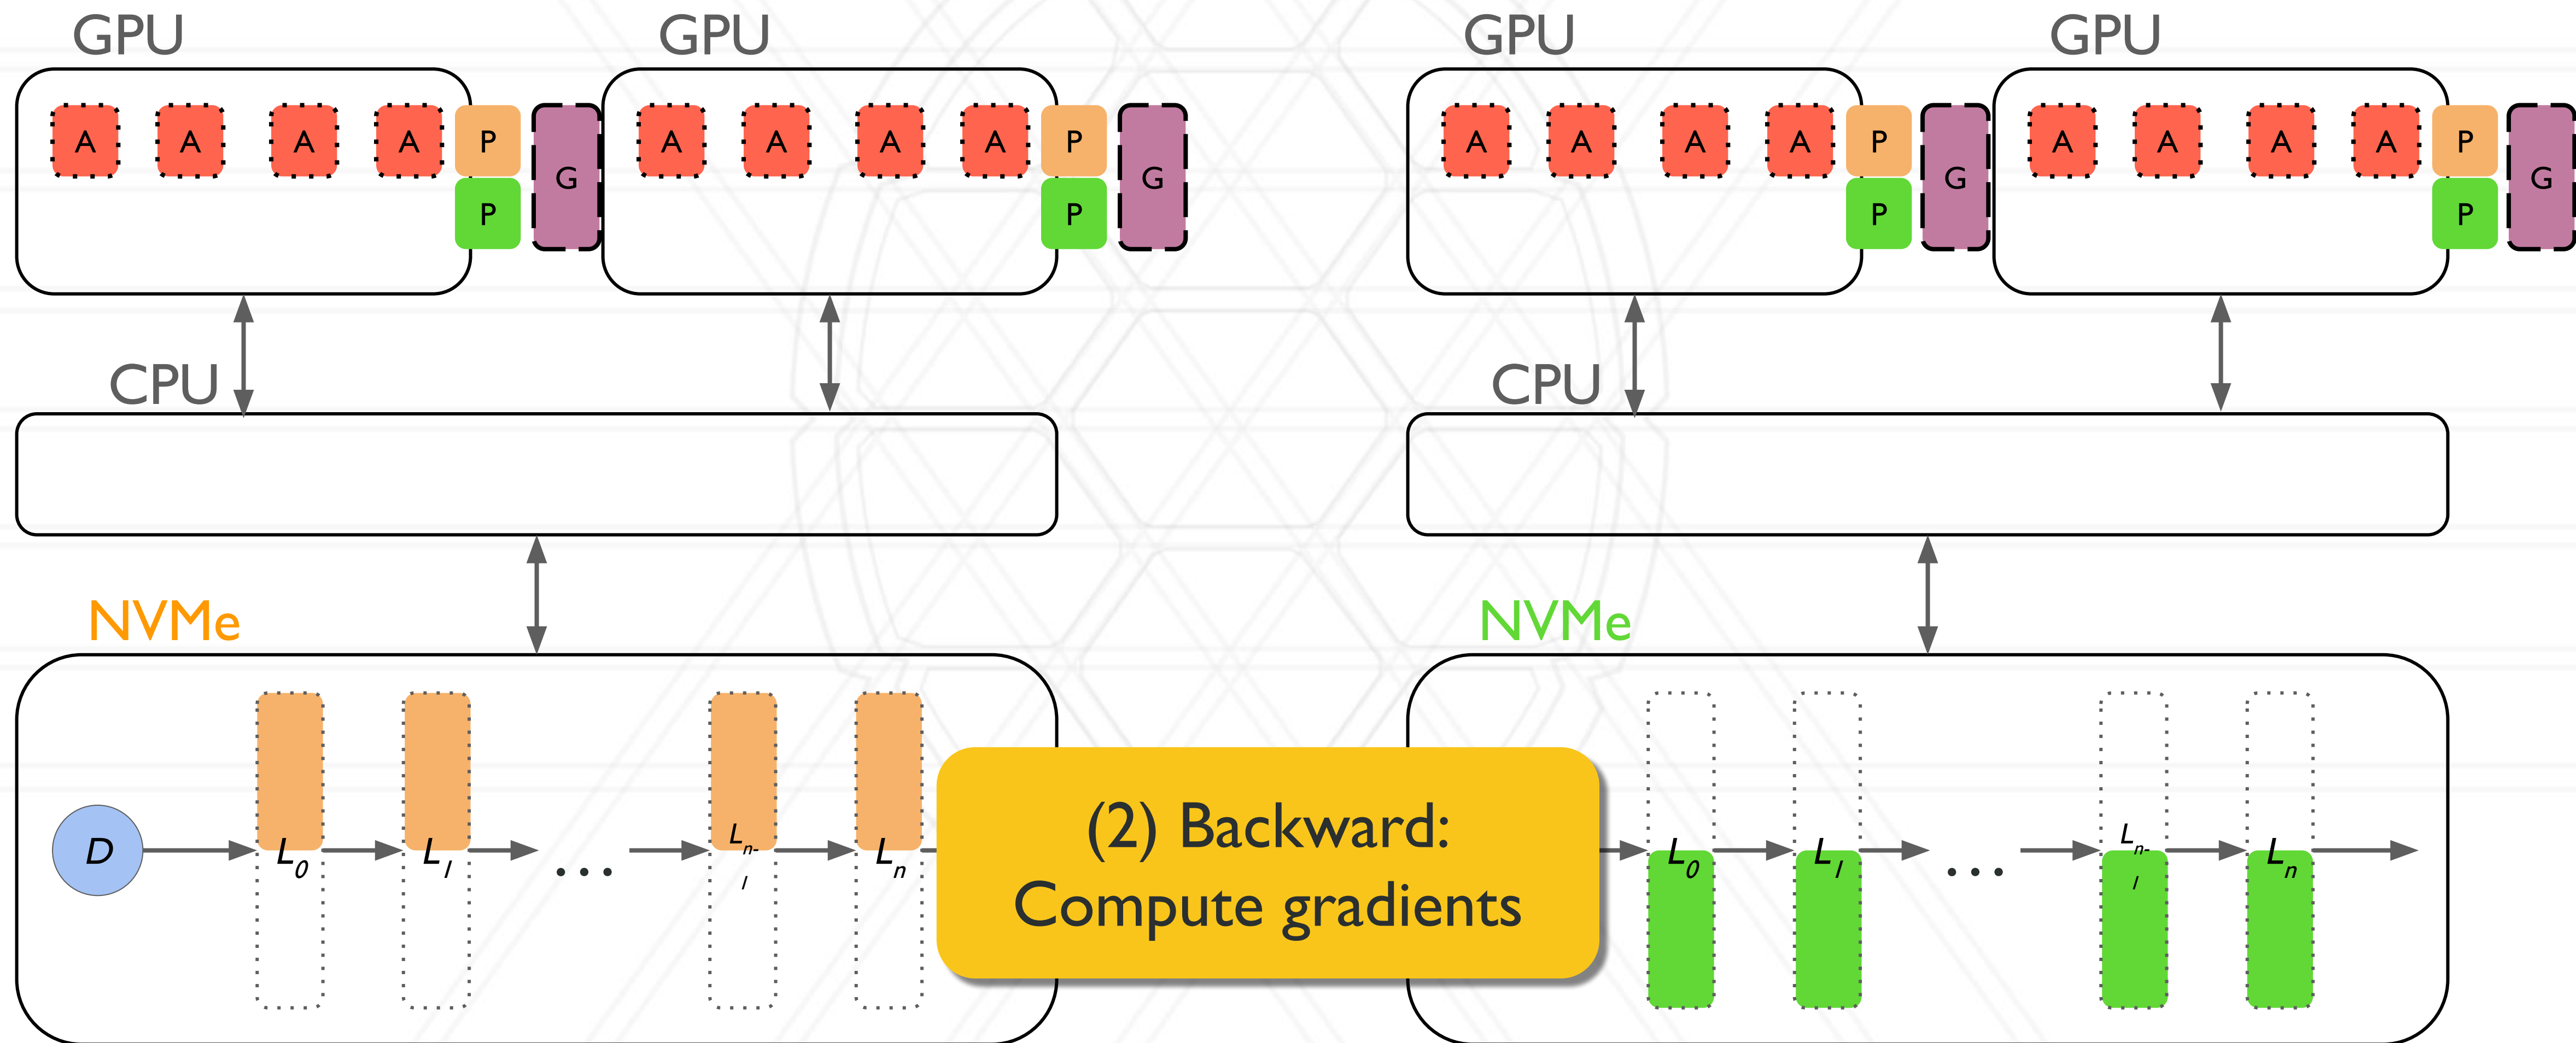 GPU GPU GPU GPU
A A A A P G A A A A P G A A A A P G A A A A P G
P P P P
CPU CPU
NVMe NVMe
(2) Backward:
Compute gradients
D L0 L1 ... Ln-1 Ln L0 L1 ... Ln-1 Ln